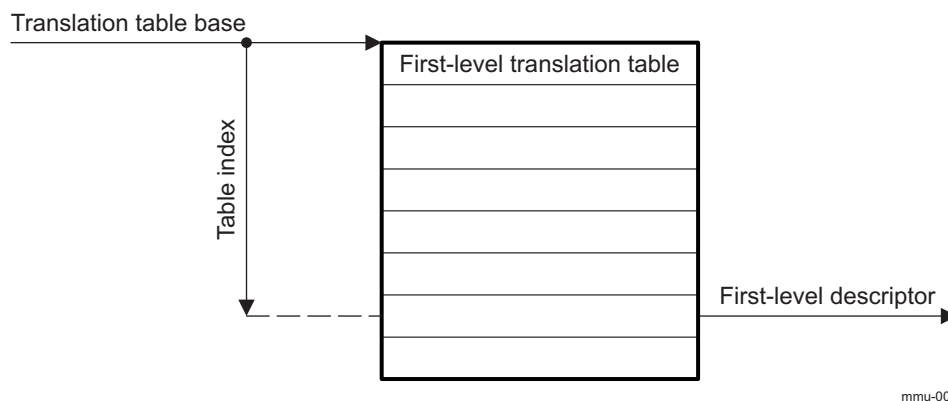 Translation table base
First-level translation table
Table index
First-level descriptor
mmu-00